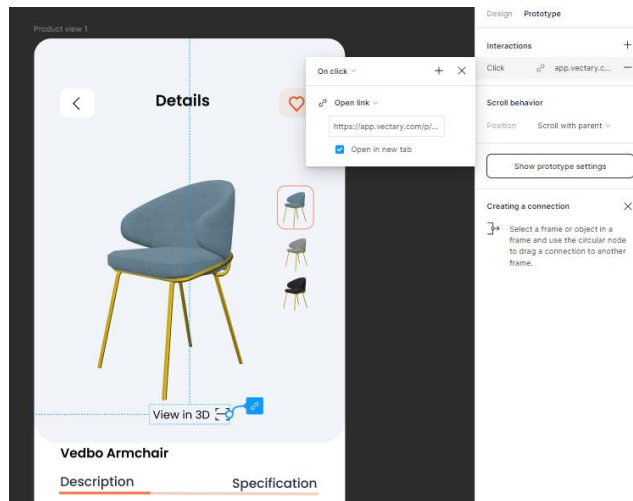 Product view 1
Details
View in 3D
Vedbo Armchair
Description
Specification
On click
Open link
https://app.vectary.com/p/...
Open in new tab
Design
Prototype
Interactions
Click
app.vectary.c...
Scroll behavior
Position
Scroll with parent
Show prototype settings
Creating a connection
Select a frame or object in a
frame and use the circular node
to drag a connection to another
frame.